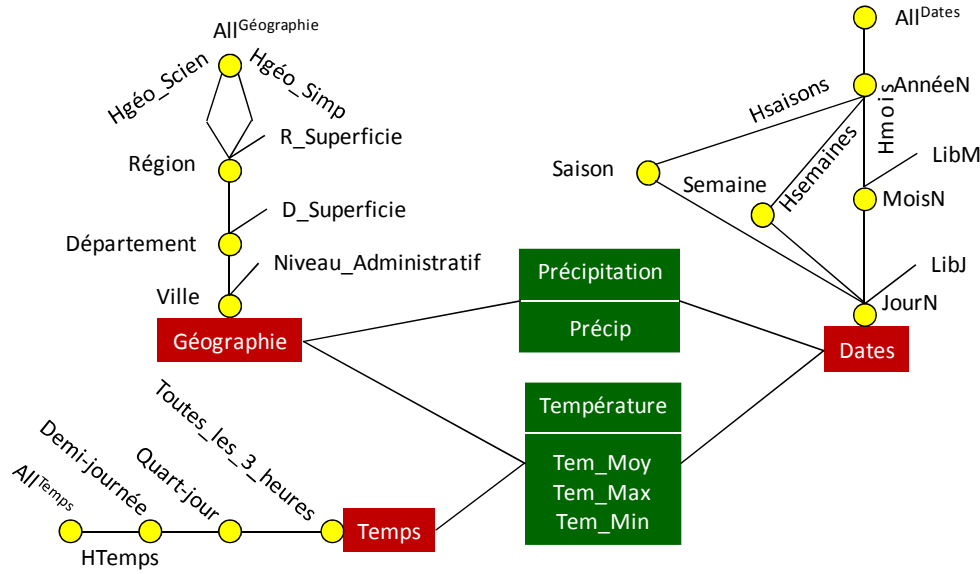 All^Géographie
Hgéo_Scien
Hgéo_Simp
R_Superficie
Région
D_Superficie
Département
Niveau_Administratif
Ville
Géographie
All^Dates
AnnéeN
Hsaisons
Hmois
Hsemaines
LibM
Saison
Semaine
MoisN
LibJ
JourN
Dates
Précipitation
Précip
Température
Tem_Moy
Tem_Max
Tem_Min
Toutes_les_3_heures
Quart-jour
Demi-journée
All^Temps
HTemps
Temps